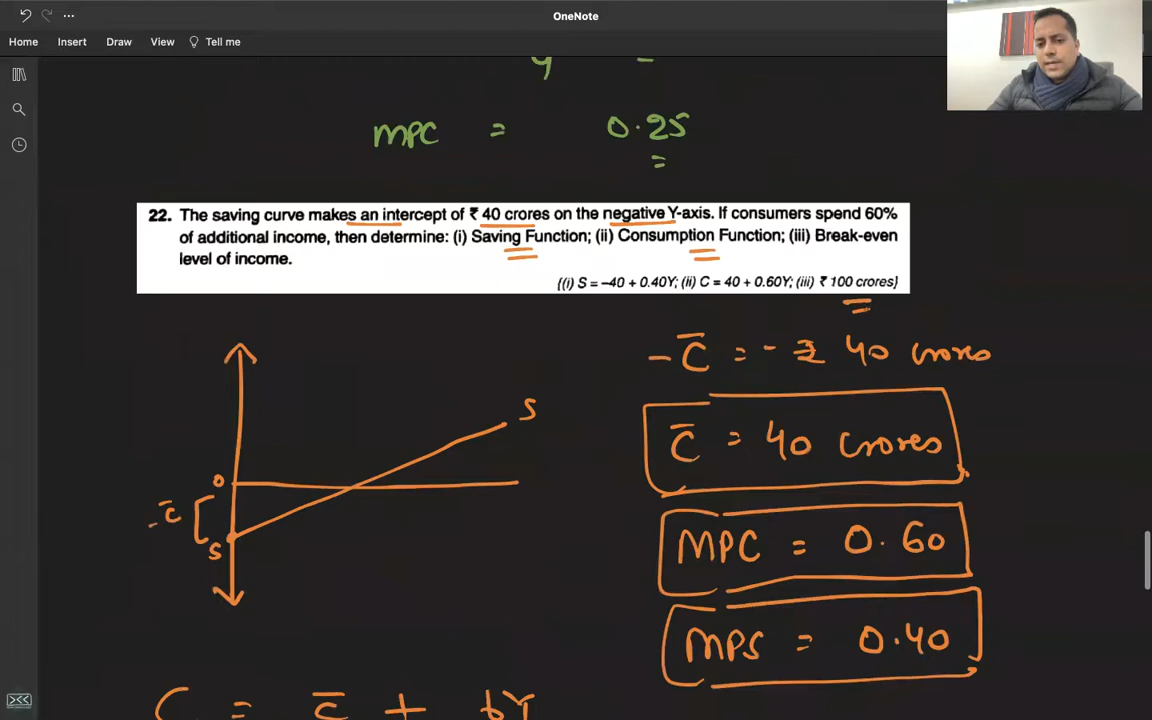 OneNote
Home Insert Draw View Tell me
y =
MPC = 0.25
=
22. The saving curve makes an intercept of ₹ 40 crores on the negative Y-axis. If consumers spend 60%
of additional income, then determine: (i) Saving Function; (ii) Consumption Function; (iii) Break-even
level of income.
{(i) S = –40 + 0.40Y; (ii) C = 40 + 0.60Y; (iii) ₹ 100 crores}
S
O
-C̄
S
-C̄ = - 40 crores
C̄ = 40 crores
MPC = 0.60
MPS = 0.40
C = C̄ + bY